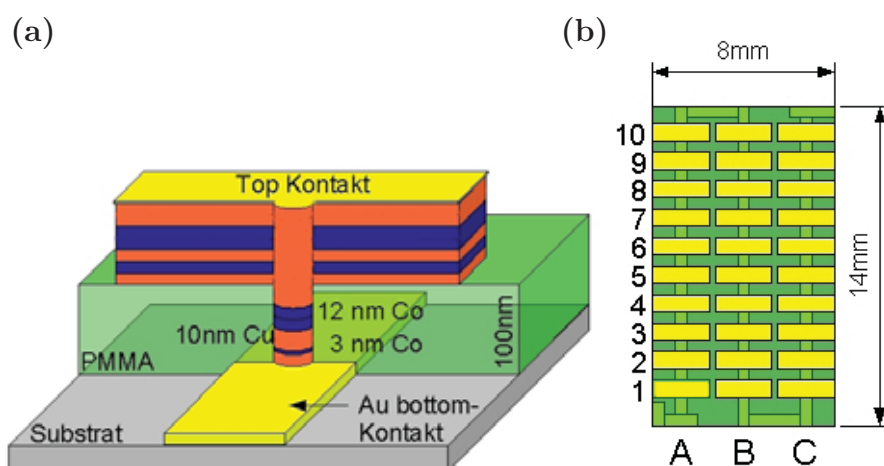 (a)
Top Kontakt
12 nm Co
10nm Cu
3 nm Co
100nm
PMMA
Au bottom-
Kontakt
Substrat
(b)
8mm
10
9
8
7
6
5
4
3
2
1
14mm
A B C